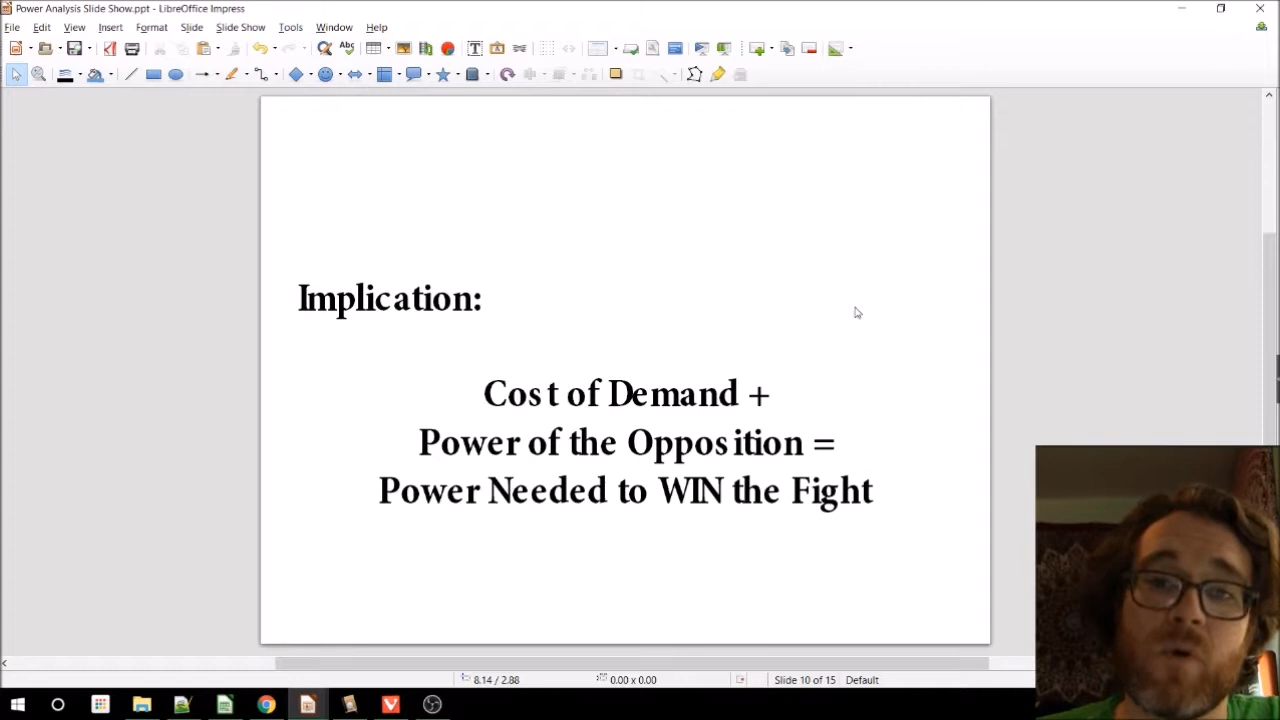 Power Analysis Slide Show.ppt - LibreOffice Impress
File Edit View Insert Format Slide Slide Show Tools Window Help
Implication:
Cost of Demand +
Power of the Opposition =
Power Needed to WIN the Fight
8.14 / 2.88 0.00 x 0.00 Slide 10 of 15 Default